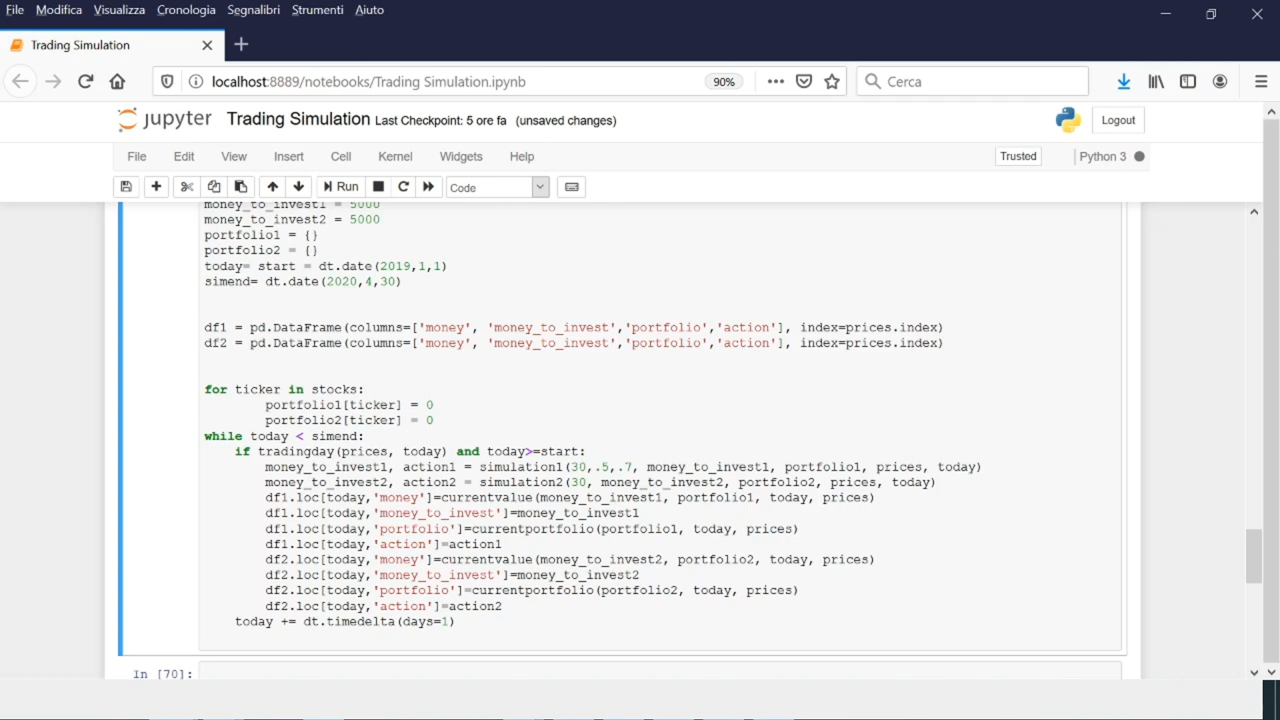 File Modifica Visualizza Cronologia Segnalibri Strumenti Aiuto
Trading Simulation
localhost:8889/notebooks/Trading Simulation.ipynb 90% Cerca
jupyter Trading Simulation Last Checkpoint: 5 ore fa (unsaved changes) Logout
File Edit View Insert Cell Kernel Widgets Help Trusted Python 3
Run Code
money_to_invest1 = 5000
money_to_invest2 = 5000
portfolio1 = {}
portfolio2 = {}
today= start = dt.date(2019,1,1)
simend= dt.date(2020,4,30)
df1 = pd.DataFrame(columns=['money', 'money_to_invest','portfolio','action'], index=prices.index)
df2 = pd.DataFrame(columns=['money', 'money_to_invest','portfolio','action'], index=prices.index)
for ticker in stocks:
portfolio1[ticker] = 0
portfolio2[ticker] = 0
while today < simend:
if tradingday(prices, today) and today>=start:
money_to_invest1, action1 = simulation1(30,.5,.7, money_to_invest1, portfolio1, prices, today)
money_to_invest2, action2 = simulation2(30, money_to_invest2, portfolio2, prices, today)
df1.loc[today,'money']=currentvalue(money_to_invest1, portfolio1, today, prices)
df1.loc[today,'money_to_invest']=money_to_invest1
df1.loc[today,'portfolio']=currentportfolio(portfolio1, today, prices)
df1.loc[today,'action']=action1
df2.loc[today,'money']=currentvalue(money_to_invest2, portfolio2, today, prices)
df2.loc[today,'money_to_invest']=money_to_invest2
df2.loc[today,'portfolio']=currentportfolio(portfolio2, today, prices)
df2.loc[today,'action']=action2
today += dt.timedelta(days=1)
In [70]: